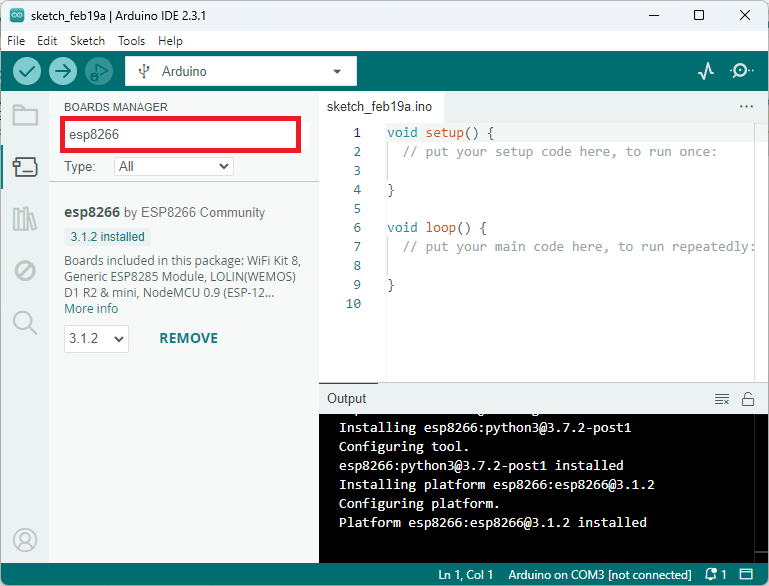 sketch_feb19a | Arduino IDE 2.3.1
File Edit Sketch Tools Help
Arduino
BOARDS MANAGER
esp8266
Type: All
esp8266 by ESP8266 Community
3.1.2 installed
Boards included in this package: WiFi Kit 8,
Generic ESP8285 Module, LOLIN(WEMOS)
D1 R2 & mini, NodeMCU 0.9 (ESP-12...
More info
3.1.2 REMOVE
sketch_feb19a.ino
1 void setup() {
2 // put your setup code here, to run once:
3
4 }
5
6 void loop() {
7 // put your main code here, to run repeatedly:
8
9 }
10
Output
Installing esp8266:python3@3.7.2-post1
Configuring tool.
esp8266:python3@3.7.2-post1 installed
Installing platform esp8266:esp8266@3.1.2
Configuring platform.
Platform esp8266:esp8266@3.1.2 installed
Ln 1, Col 1 Arduino on COM3 [not connected] 1